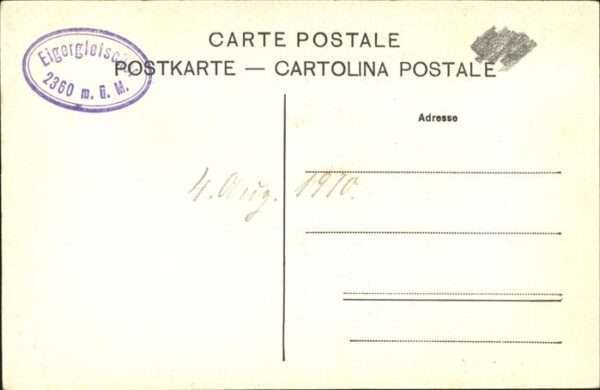 CARTE POSTALE
POSTKARTE — CARTOLINA POSTALE
Eigergletscher
2360 m. ü. M.
Adresse
4. Aug. 1910.